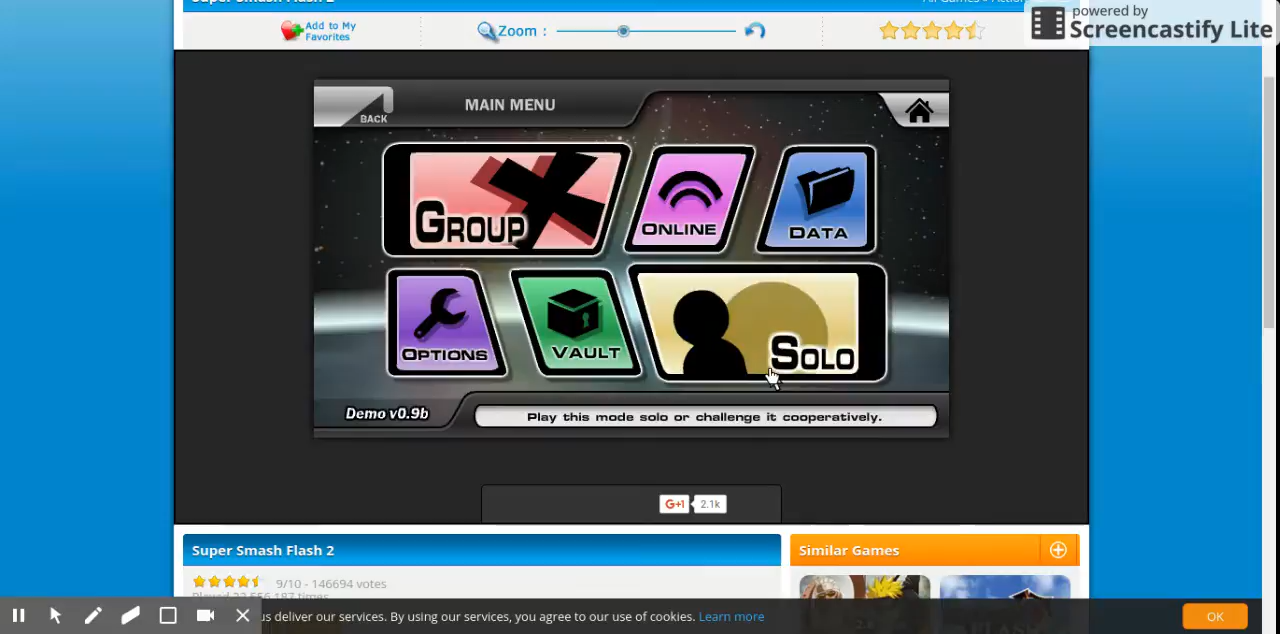 Super Smash Flash 2
powered by
Screencastify Lite
Add to My
Favorites
Zoom :
BACK
MAIN MENU
GROUP
ONLINE
DATA
OPTIONS
VAULT
SOLO
Demo v0.9b
Play this mode solo or challenge it cooperatively.
G+1 2.1k
Super Smash Flash 2
Similar Games
9/10 - 146694 votes
us deliver our services. By using our services, you agree to our use of cookies. Learn more
OK